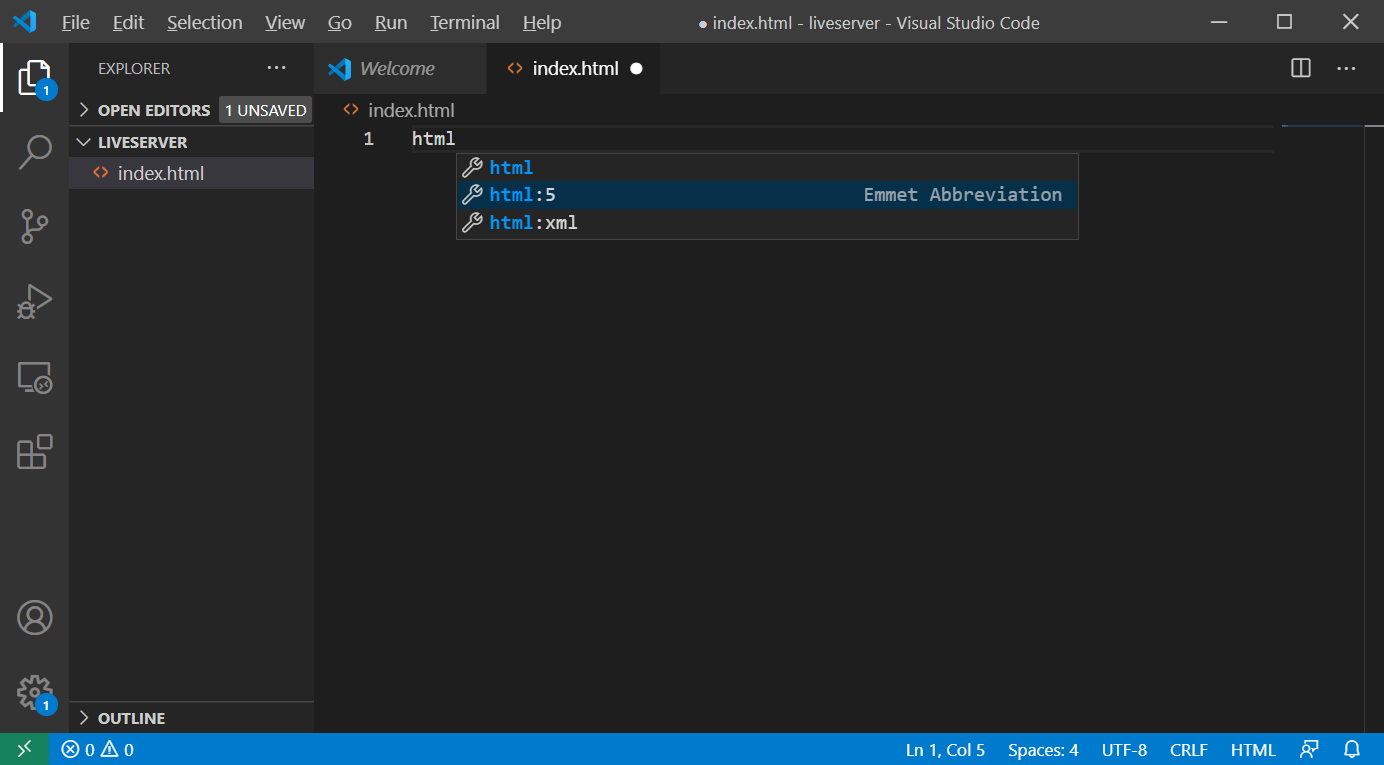 File Edit Selection View Go Run Terminal Help ● index.html - liveserver - Visual Studio Code
EXPLORER ···
Welcome
<> index.html ●
1
OPEN EDITORS 1 UNSAVED
<> index.html
LIVESERVER
1 html
<> index.html
html
html:5 Emmet Abbreviation
html:xml
1
OUTLINE
0 0 Ln 1, Col 5 Spaces: 4 UTF-8 CRLF HTML